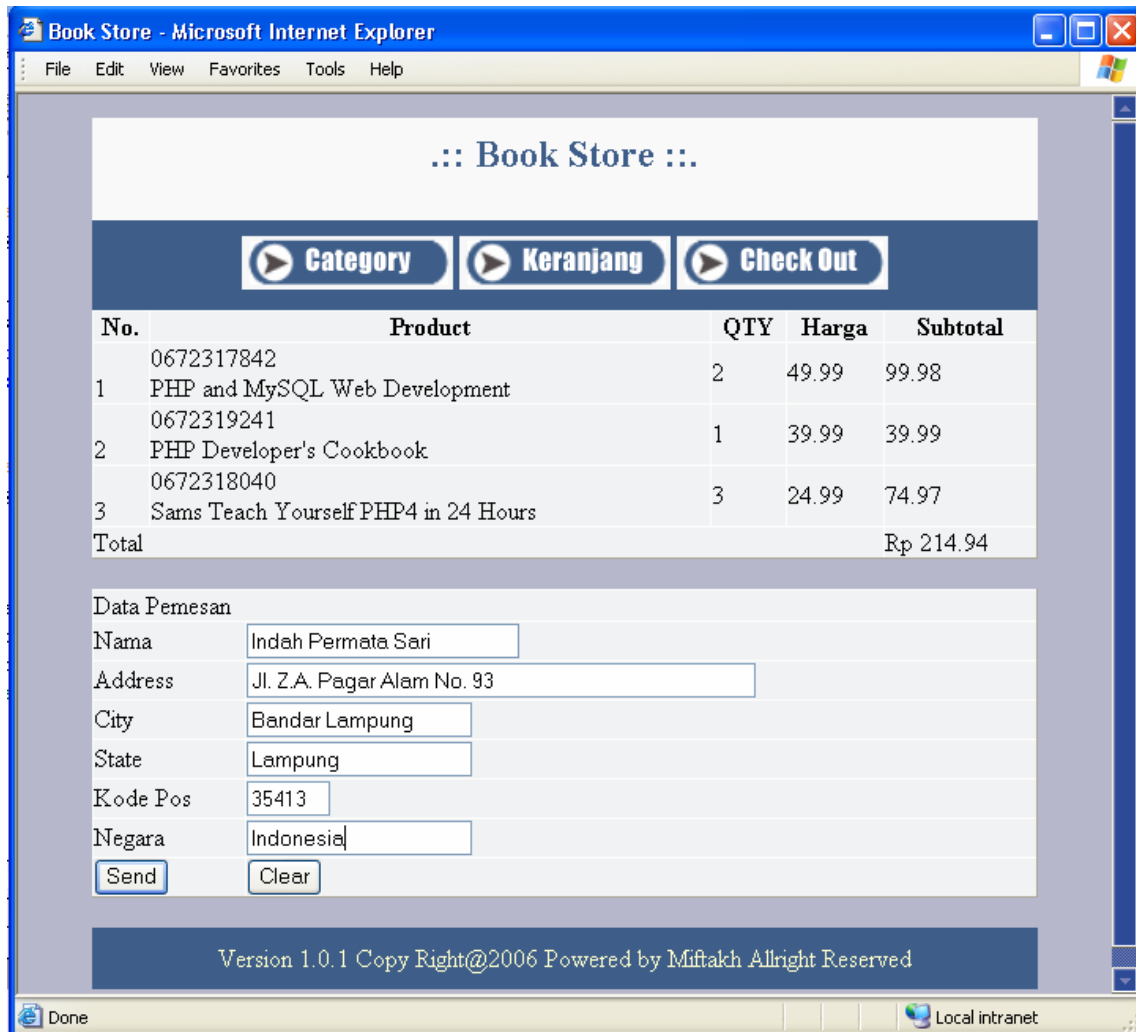 Book Store - Microsoft Internet Explorer
File Edit View Favorites Tools Help
.:: Book Store ::.
Category Keranjang Check Out
No. Product QTY Harga Subtotal
0672317842
1 PHP and MySQL Web Development 2 49.99 99.98
0672319241
2 PHP Developer's Cookbook 1 39.99 39.99
0672318040
3 Sams Teach Yourself PHP4 in 24 Hours 3 24.99 74.97
Total Rp 214.94
Data Pemesan
Nama Indah Permata Sari
Address Jl. Z.A. Pagar Alam No. 93
City Bandar Lampung
State Lampung
Kode Pos 35413
Negara Indonesia
Send Clear
Version 1.0.1 Copy Right@2006 Powered by Miftakh Allright Reserved
Done Local intranet